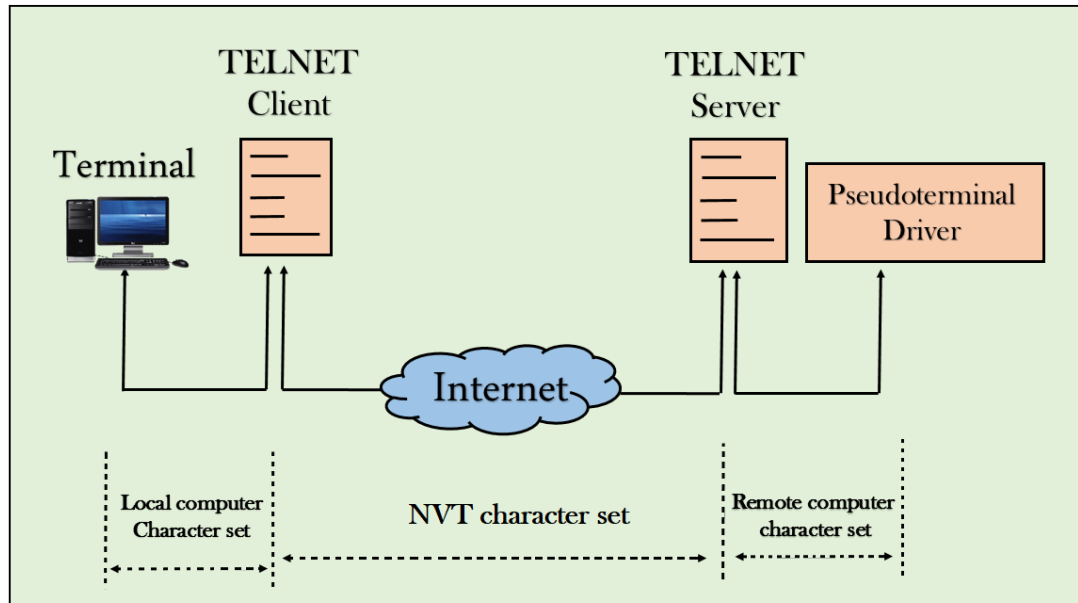 TELNET
Client
TELNET
Server
Terminal
Pseudoterminal
Driver
Internet
Local computer
Character set
NVT character set
Remote computer
character set